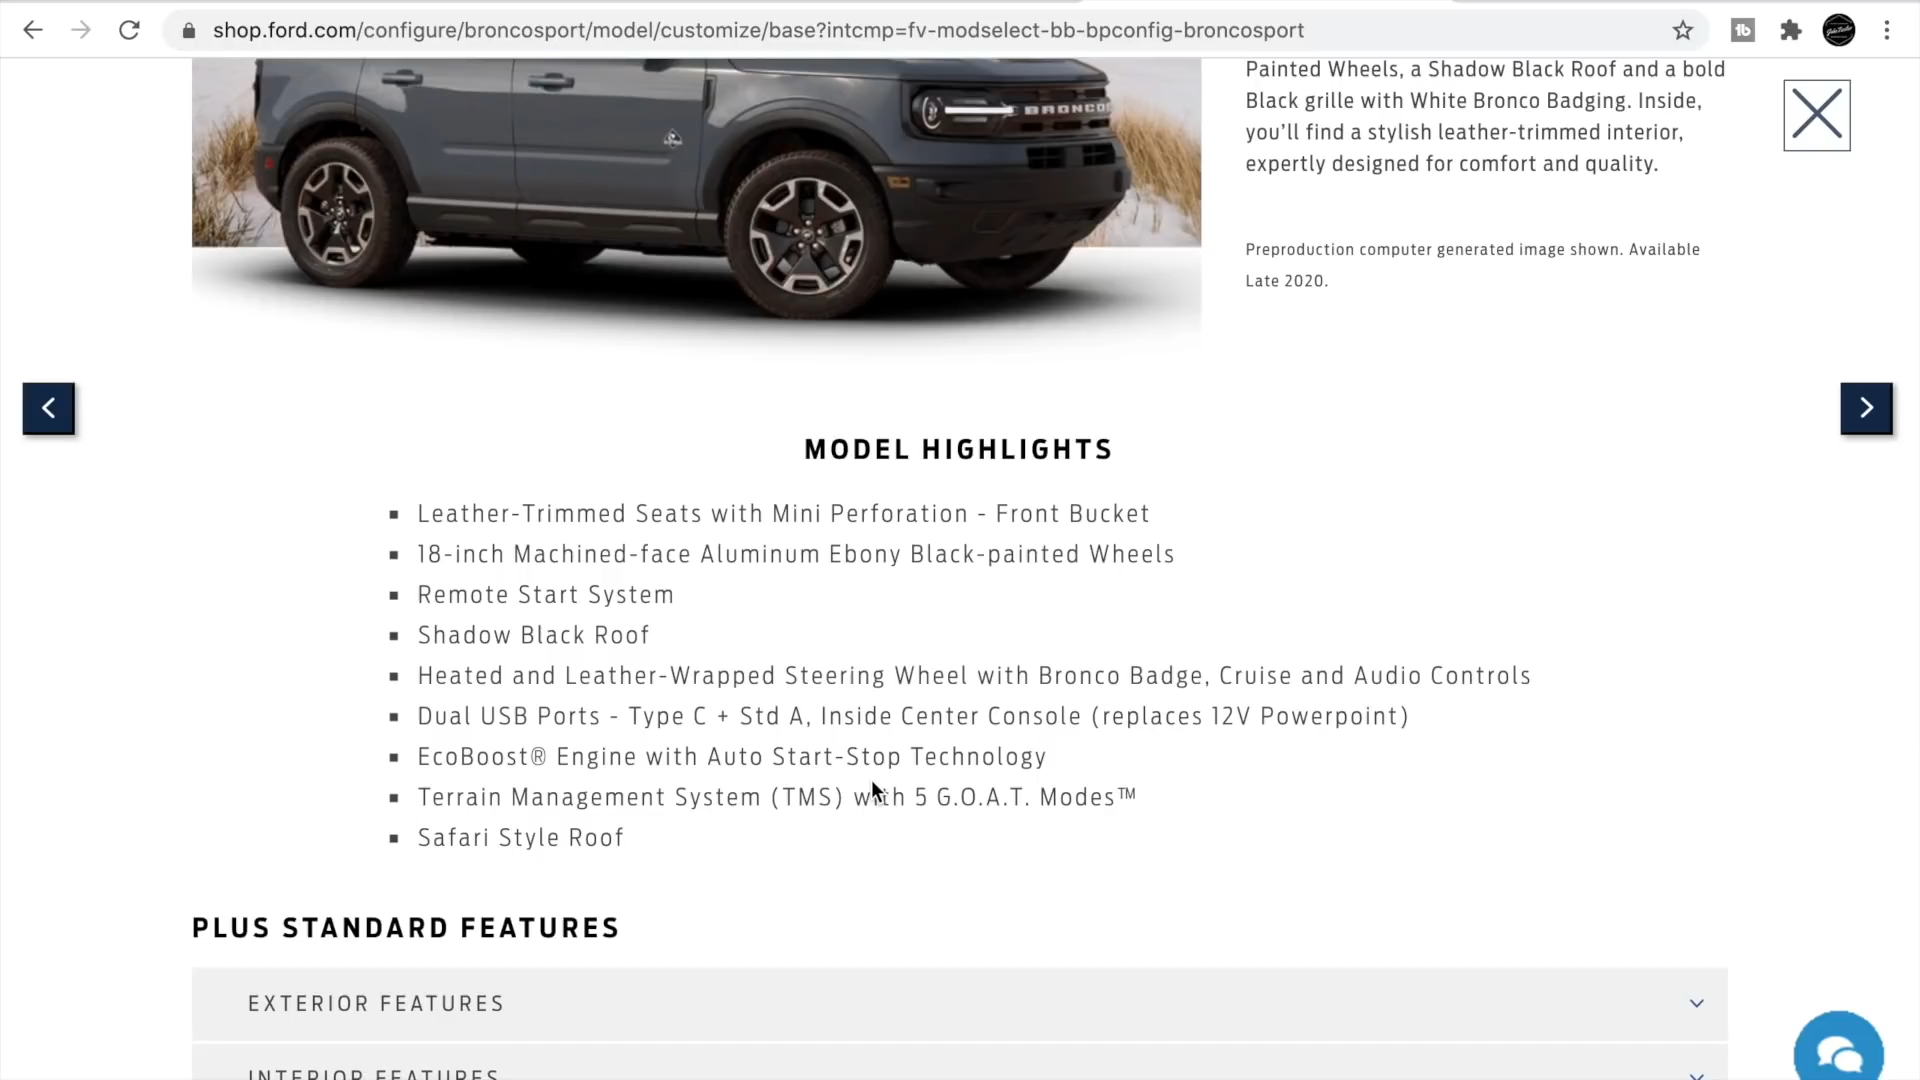 shop.ford.com/configure/broncosport/model/customize/base?intcmp=fv-modselect-bb-bpconfig-broncosport
BRONCO
Painted Wheels, a Shadow Black Roof and a bold
Black grille with White Bronco Badging. Inside,
you'll find a stylish leather-trimmed interior,
expertly designed for comfort and quality.
Preproduction computer generated image shown. Available
Late 2020.
MODEL HIGHLIGHTS
Leather-Trimmed Seats with Mini Perforation - Front Bucket
18-inch Machined-face Aluminum Ebony Black-painted Wheels
Remote Start System
Shadow Black Roof
Heated and Leather-Wrapped Steering Wheel with Bronco Badge, Cruise and Audio Controls
Dual USB Ports - Type C + Std A, Inside Center Console (replaces 12V Powerpoint)
EcoBoost® Engine with Auto Start-Stop Technology
Terrain Management System (TMS) with 5 G.O.A.T. Modes™
Safari Style Roof
PLUS STANDARD FEATURES
EXTERIOR FEATURES
INTERIOR FEATURES